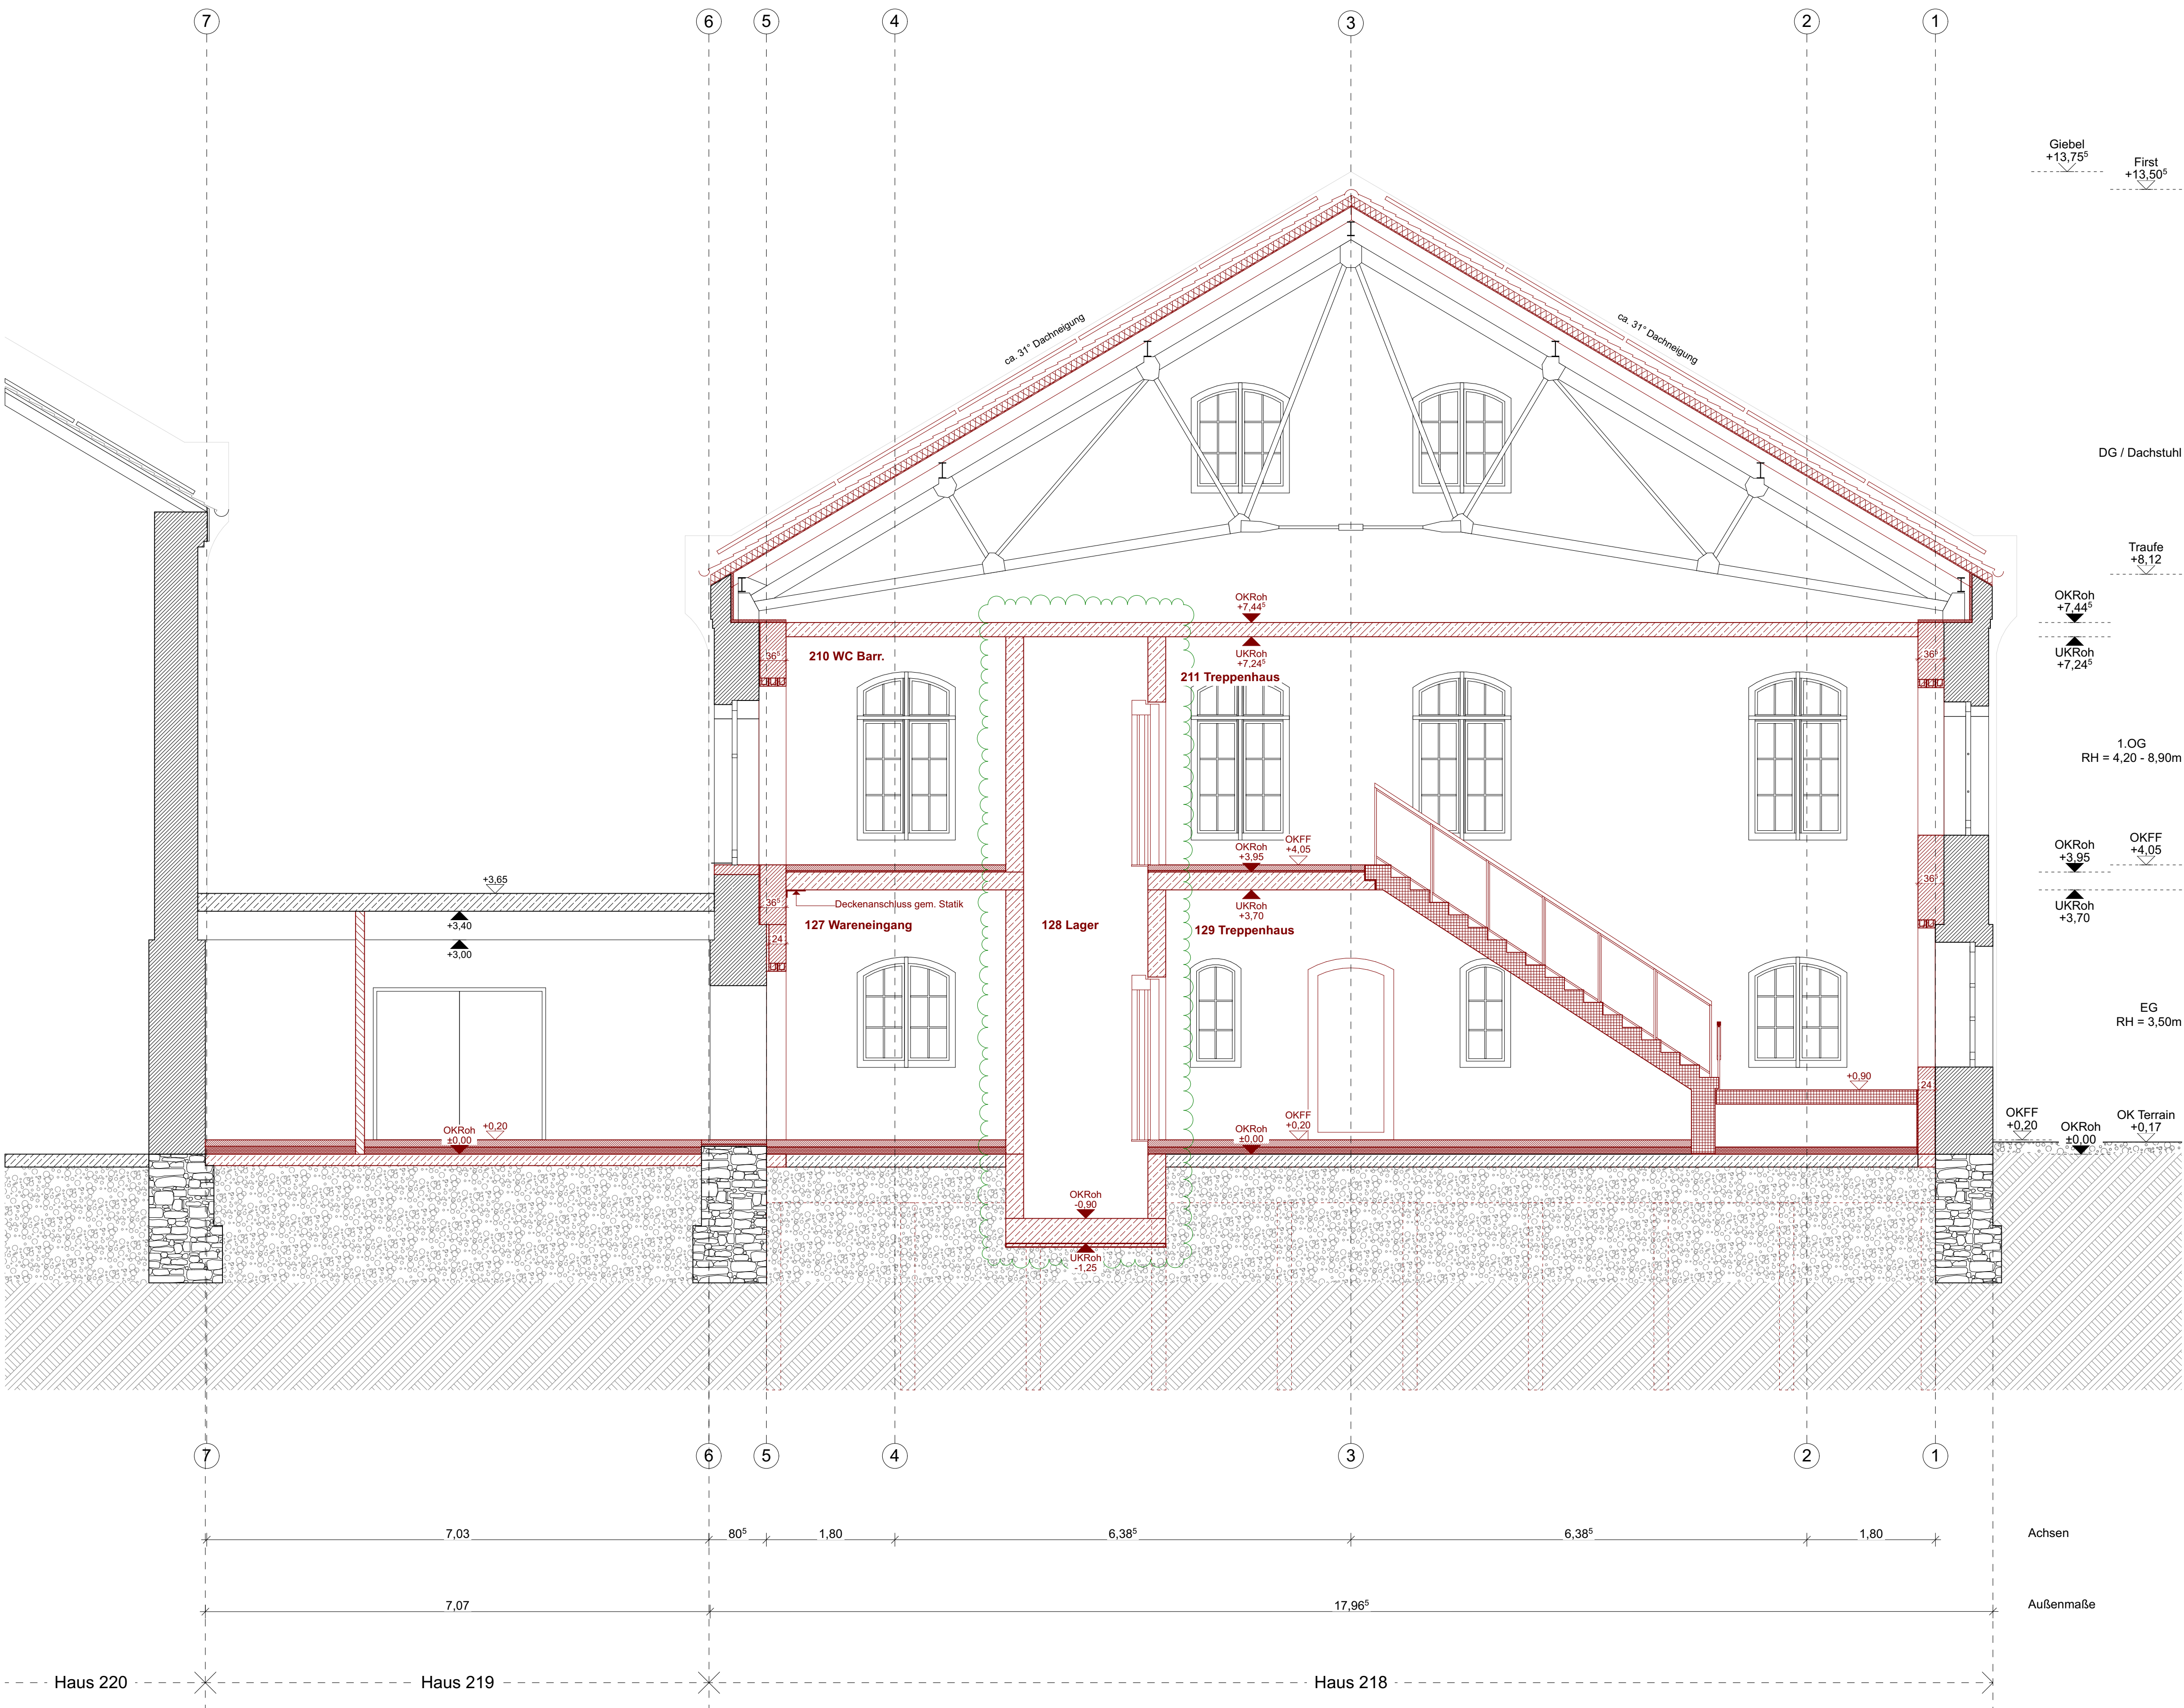 7
6
5
4
3
2
1
Giebel
+13,75⁵
First
+13,50⁵
ca. 31° Dachneigung
ca. 31° Dachneigung
DG / Dachstuhl
Traufe
+8,12
OKRoh
+7,44⁵
OKRoh
+7,44⁵
UKRoh
+7,24⁵
UKRoh
+7,24⁵
36⁵
210 WC Barr.
211 Treppenhaus
36⁵
1.OG
RH = 4,20 - 8,90m
OKRoh
+3,95
OKFF
+4,05
OKRoh
+3,95
OKFF
+4,05
+3,65
36⁵
Deckenanschluss gem. Statik
UKRoh
+3,70
36⁵
UKRoh
+3,70
+3,40
127 Wareneingang
128 Lager
129 Treppenhaus
24
+3,00
EG
RH = 3,50m
+0,90
24
OKRoh
±0,00
+0,20
OKRoh
±0,00
OKFF
+0,20
OKFF
+0,20
OKRoh
±0,00
OK Terrain
+0,17
OKRoh
-0,90
UKRoh
-1,25
7
6
5
4
3
2
1
7,03
80⁵
1,80
6,38⁵
6,38⁵
1,80
Achsen
7,07
17,96⁵
Außenmaße
Haus 220
Haus 219
Haus 218